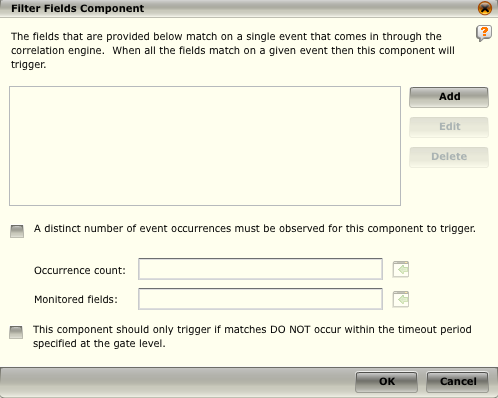 Filter Fields Component
The fields that are provided below match on a single event that comes in through the
correlation engine.  When all the fields match on a given event then this component will
trigger.
?
Add
Edit
Delete
A distinct number of event occurrences must be observed for this component to trigger.
Occurrence count:
Monitored fields:
This component should only trigger if matches DO NOT occur within the timeout period
specified at the gate level.
OK
Cancel